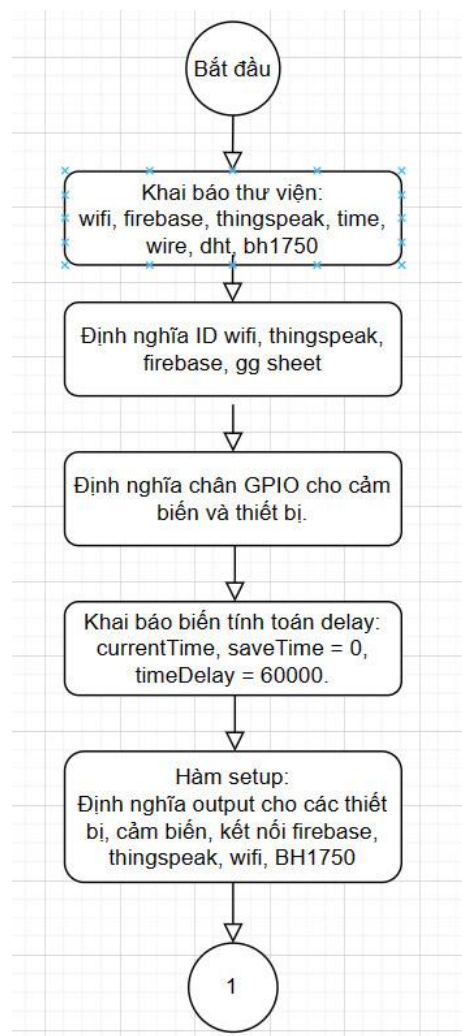 Bắt đầu
Khai báo thư viện:
wifi, firebase, thingspeak, time,
wire, dht, bh1750
Định nghĩa ID wifi, thingspeak,
firebase, gg sheet
Định nghĩa chân GPIO cho cảm
biến và thiết bị.
Khai báo biến tính toán delay:
currentTime, saveTime = 0,
timeDelay = 60000.
Hàm setup:
Định nghĩa output cho các thiết
bị, cảm biến, kết nối firebase,
thingspeak, wifi, BH1750
1